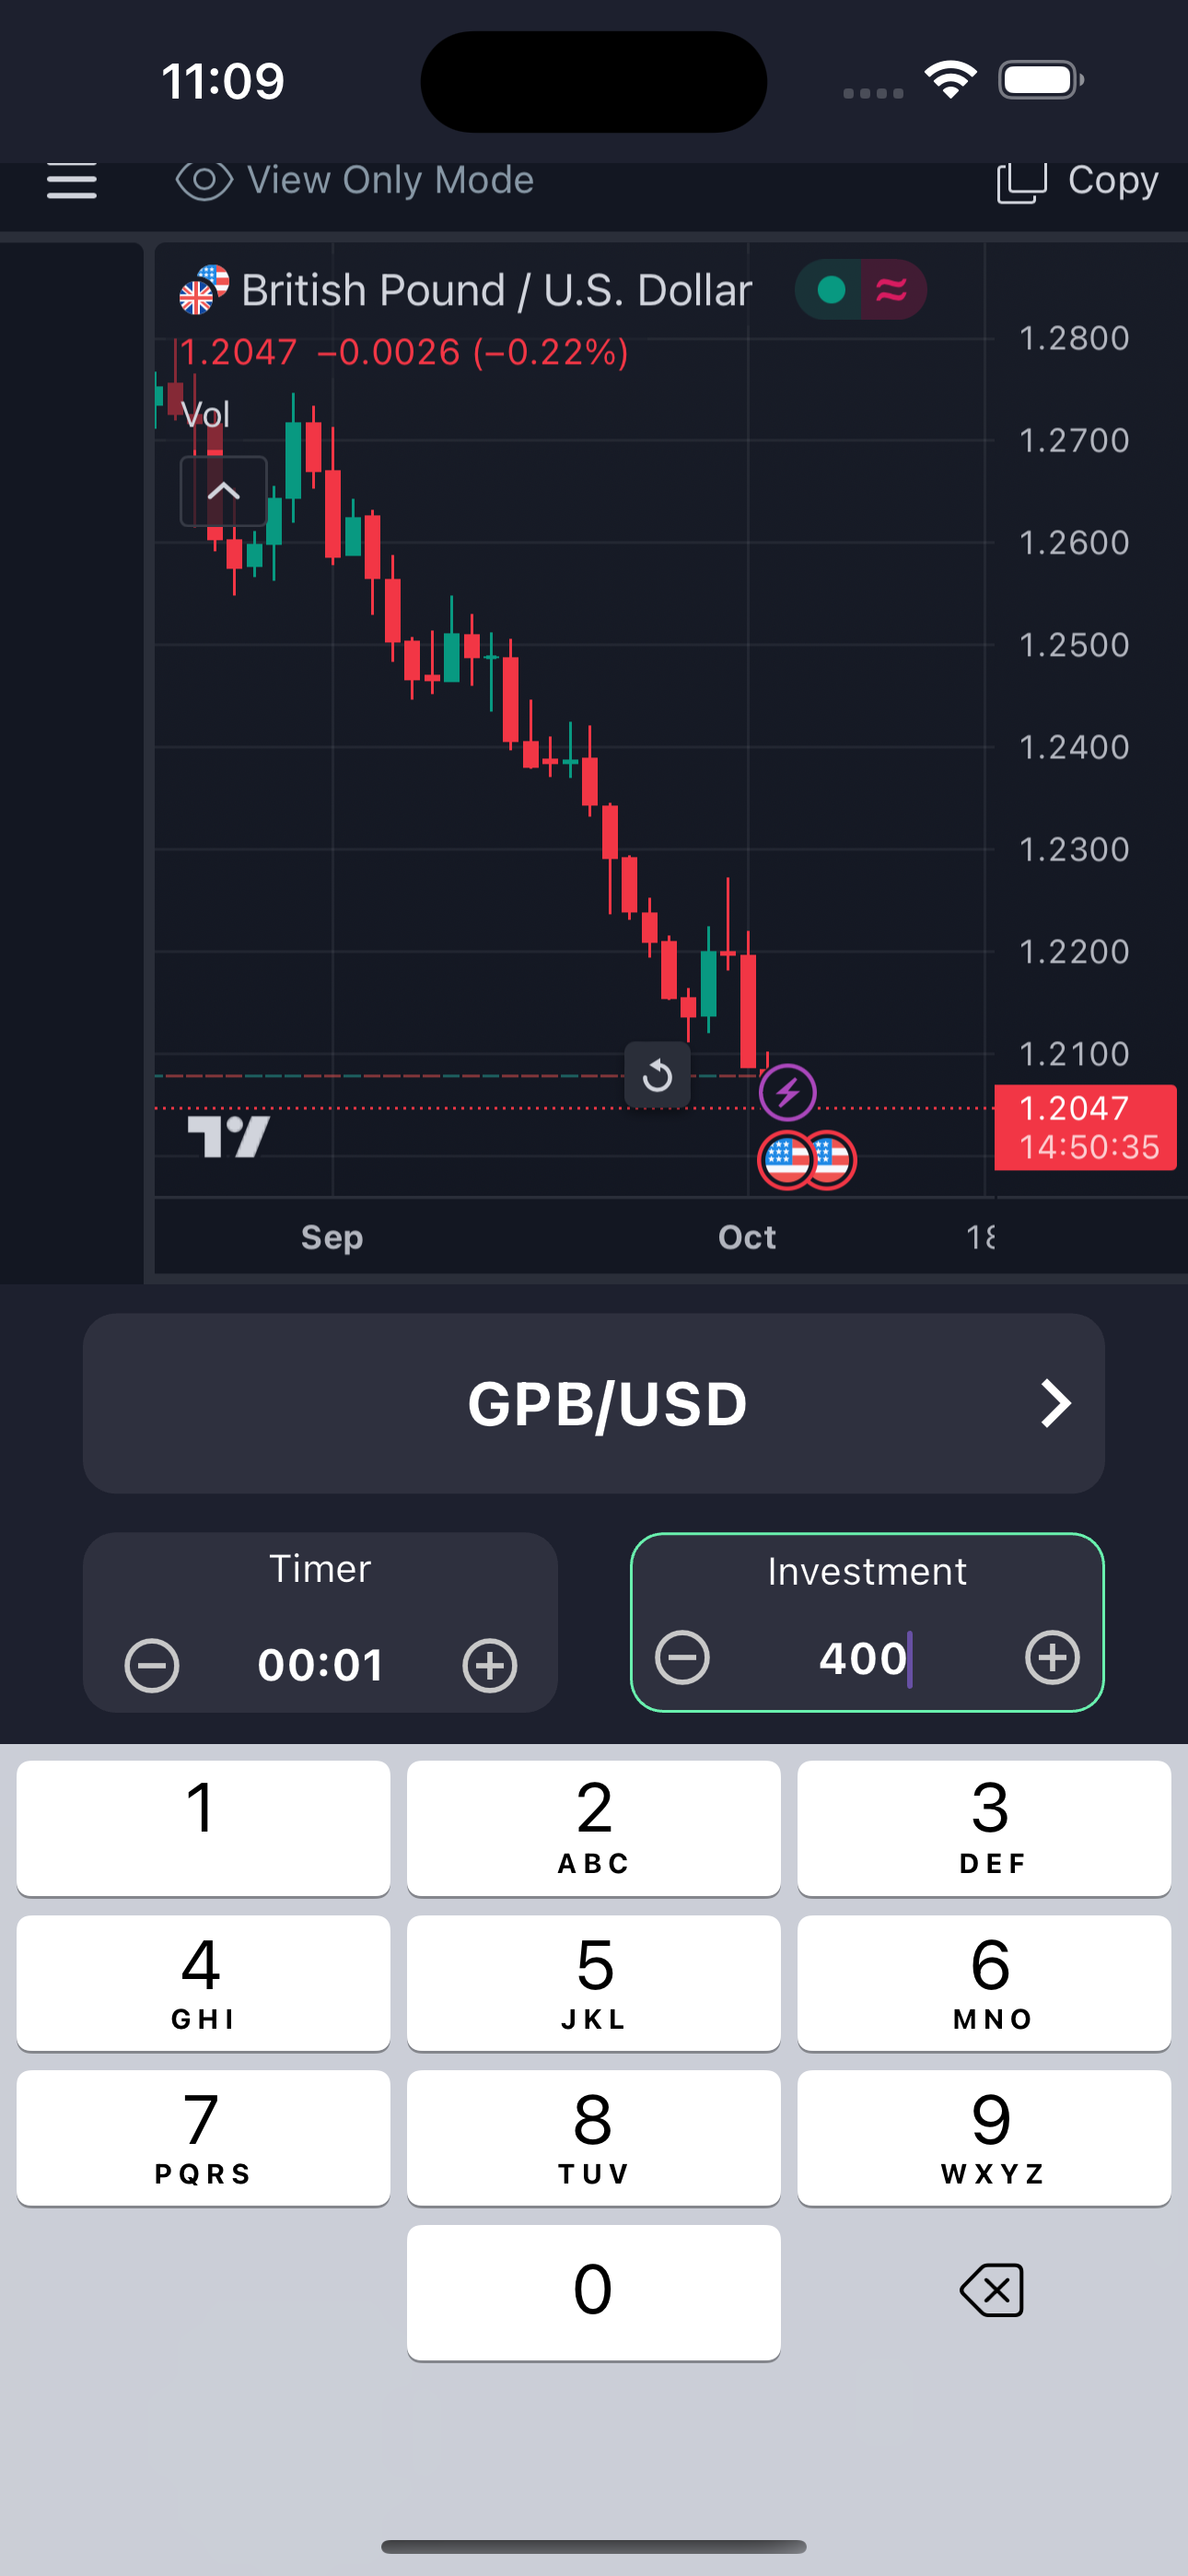 11:09
View Only Mode
Copy
British Pound / U.S. Dollar
1.2047 −0.0026 (−0.22%)
Vol
1.2800
1.2700
1.2600
1.2500
1.2400
1.2300
1.2200
1.2100
1.2047
14:50:35
Sep
Oct
18
GPB/USD
Timer
Investment
00:01
400
1
2
ABC
3
DEF
4
GHI
5
JKL
6
MNO
7
PQRS
8
TUV
9
WXYZ
0